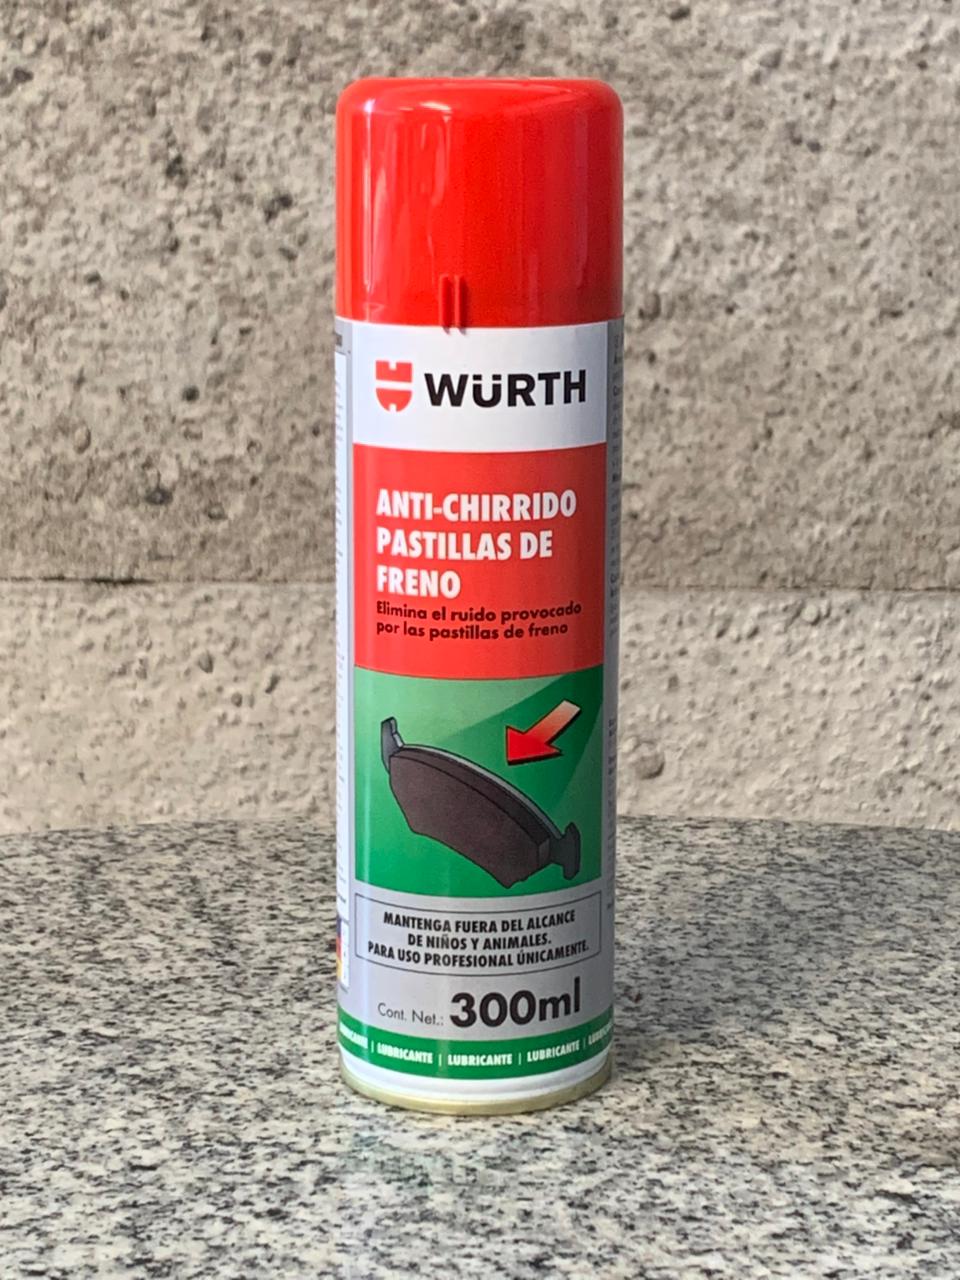 WÜRTH
ANTI-CHIRRIDO
PASTILLAS DE
FRENO
Elimina el ruido provocado
por las pastillas de freno
MANTENGA FUERA DEL ALCANCE
DE NIÑOS Y ANIMALES.
PARA USO PROFESIONAL ÚNICAMENTE.
Cont. Net.: 300ml
| LUBRICANTE | LUBRICANTE | LUBRICANTE |